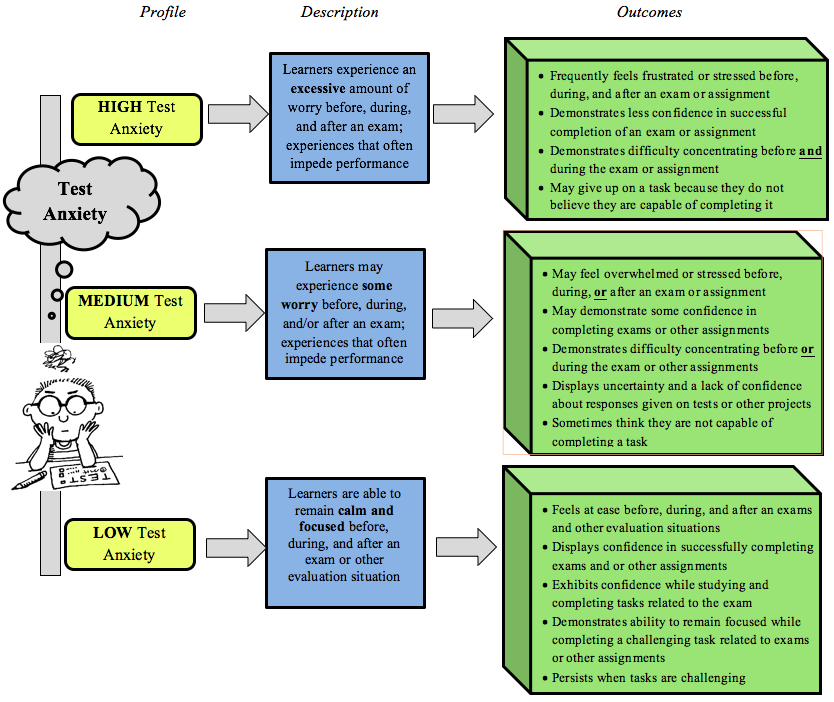 Profile
Description
Outcomes
HIGH Test
Anxiety
Learners experience an
excessive amount of
worry before, during,
and after an exam;
experiences that often
impede performance
• Frequently feels frustrated or stressed before,
during, and after an exam or assignment
• Demonstrates less confidence in successful
completion of an exam or assignment
• Demonstrates difficulty concentrating before and
during the exam or assignment
• May give up on a task because they do not
believe they are capable of completing it
Test
Anxiety
MEDIUM Test
Anxiety
Learners may
experience some
worry before, during,
and/or after an exam;
experiences that often
impede performance
• May feel overwhelmed or stressed before,
during, or after an exam or assignment
• May demonstrate some confidence in
completing exams or other assignments
• Demonstrates difficulty concentrating before or
during the exam or other assignments
• Displays uncertainty and a lack of confidence
about responses given on tests or other projects
• Sometimes think they are not capable of
completing a task
TEST
LOW Test
Anxiety
Learners are able to
remain calm and
focused before,
during, and after an
exam or other
evaluation situation
• Feels at ease before, during, and after an exams
and other evaluation situations
• Displays confidence in successfully completing
exams and or other assignments
• Exhibits confidence while studying and
completing tasks related to the exam
• Demonstrates ability to remain focused while
completing a challenging task related to exams
or other assignments
• Persists when tasks are challenging